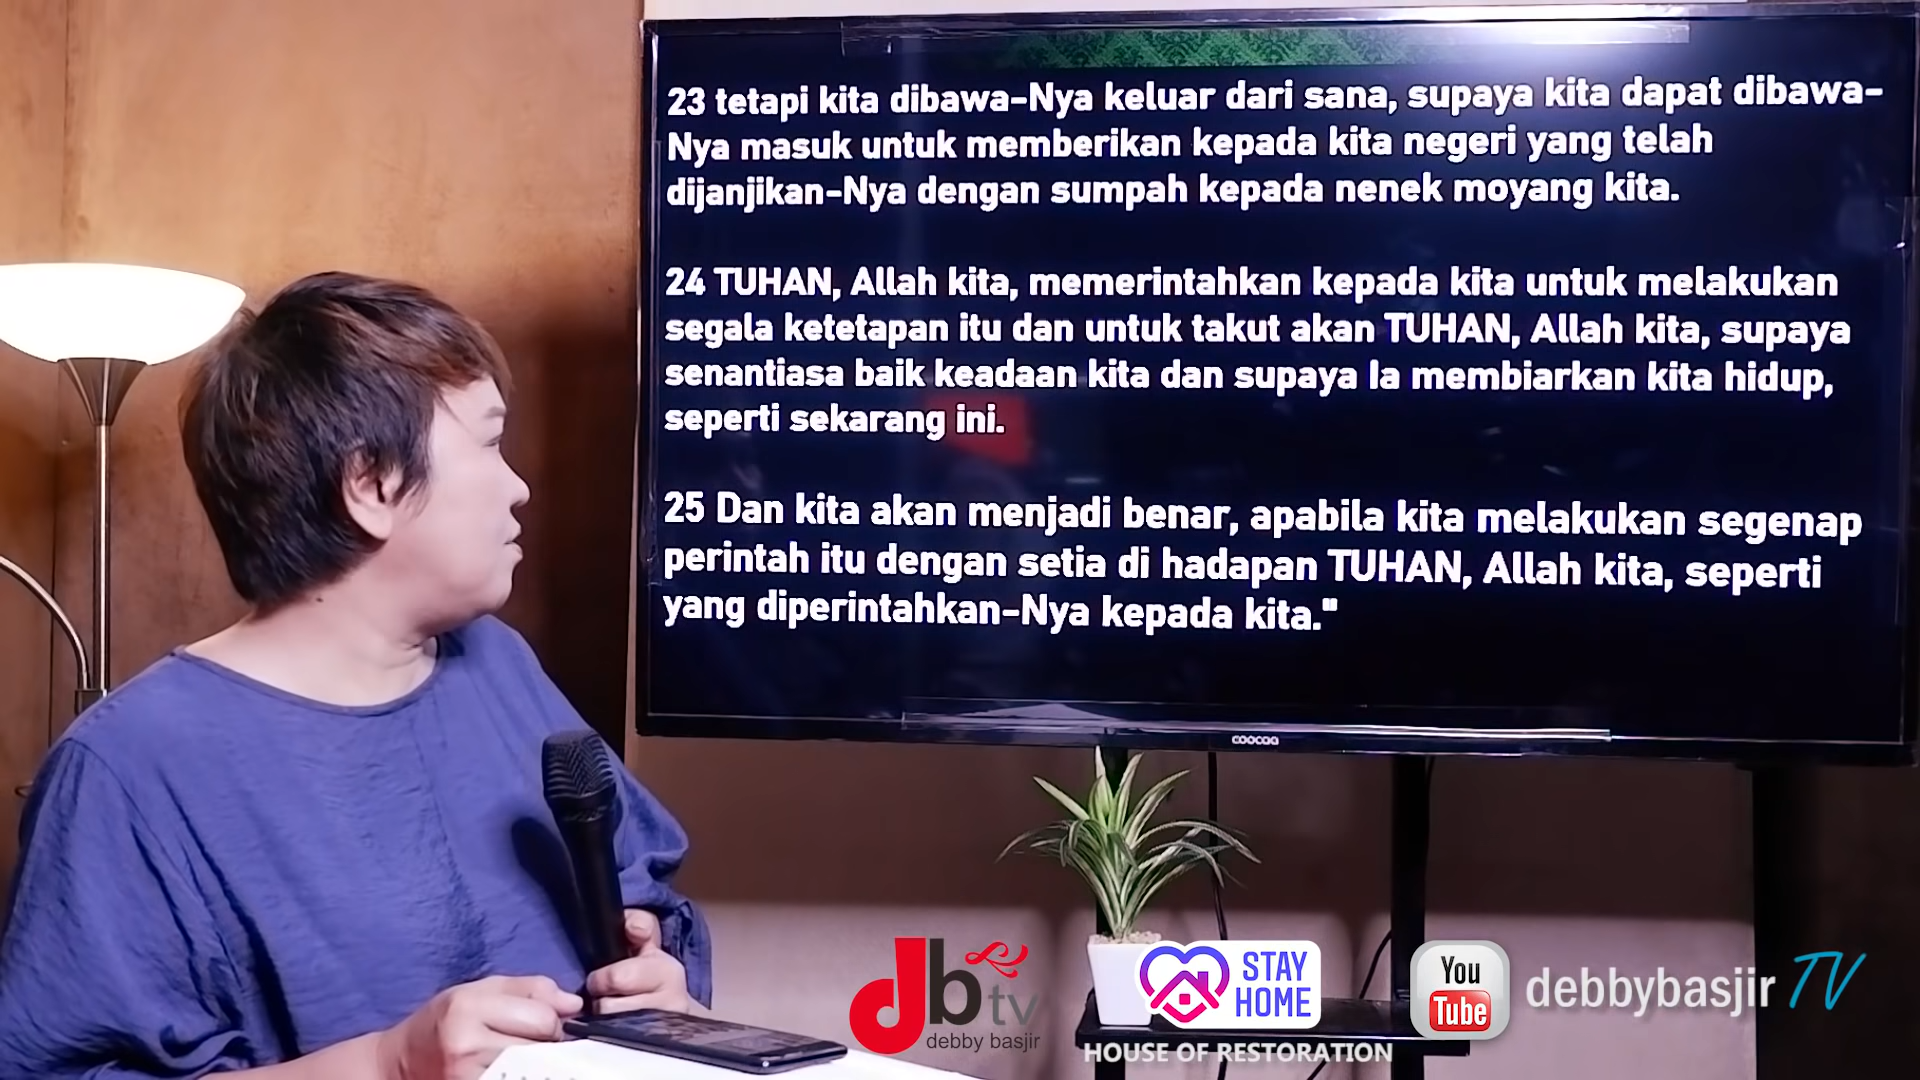 23 tetapi kita dibawa-Nya keluar dari sana, supaya kita dapat dibawa-
Nya masuk untuk memberikan kepada kita negeri yang telah
dijanjikan-Nya dengan sumpah kepada nenek moyang kita.
24 TUHAN, Allah kita, memerintahkan kepada kita untuk melakukan
segala ketetapan itu dan untuk takut akan TUHAN, Allah kita, supaya
senantiasa baik keadaan kita dan supaya Ia membiarkan kita hidup,
seperti sekarang ini.
25 Dan kita akan menjadi benar, apabila kita melakukan segenap
perintah itu dengan setia di hadapan TUHAN, Allah kita, seperti
yang diperintahkan-Nya kepada kita."
coocaa
db tv
debby basjir
STAY
HOME
HOUSE OF RESTORATION
You
Tube
debbybasjir TV